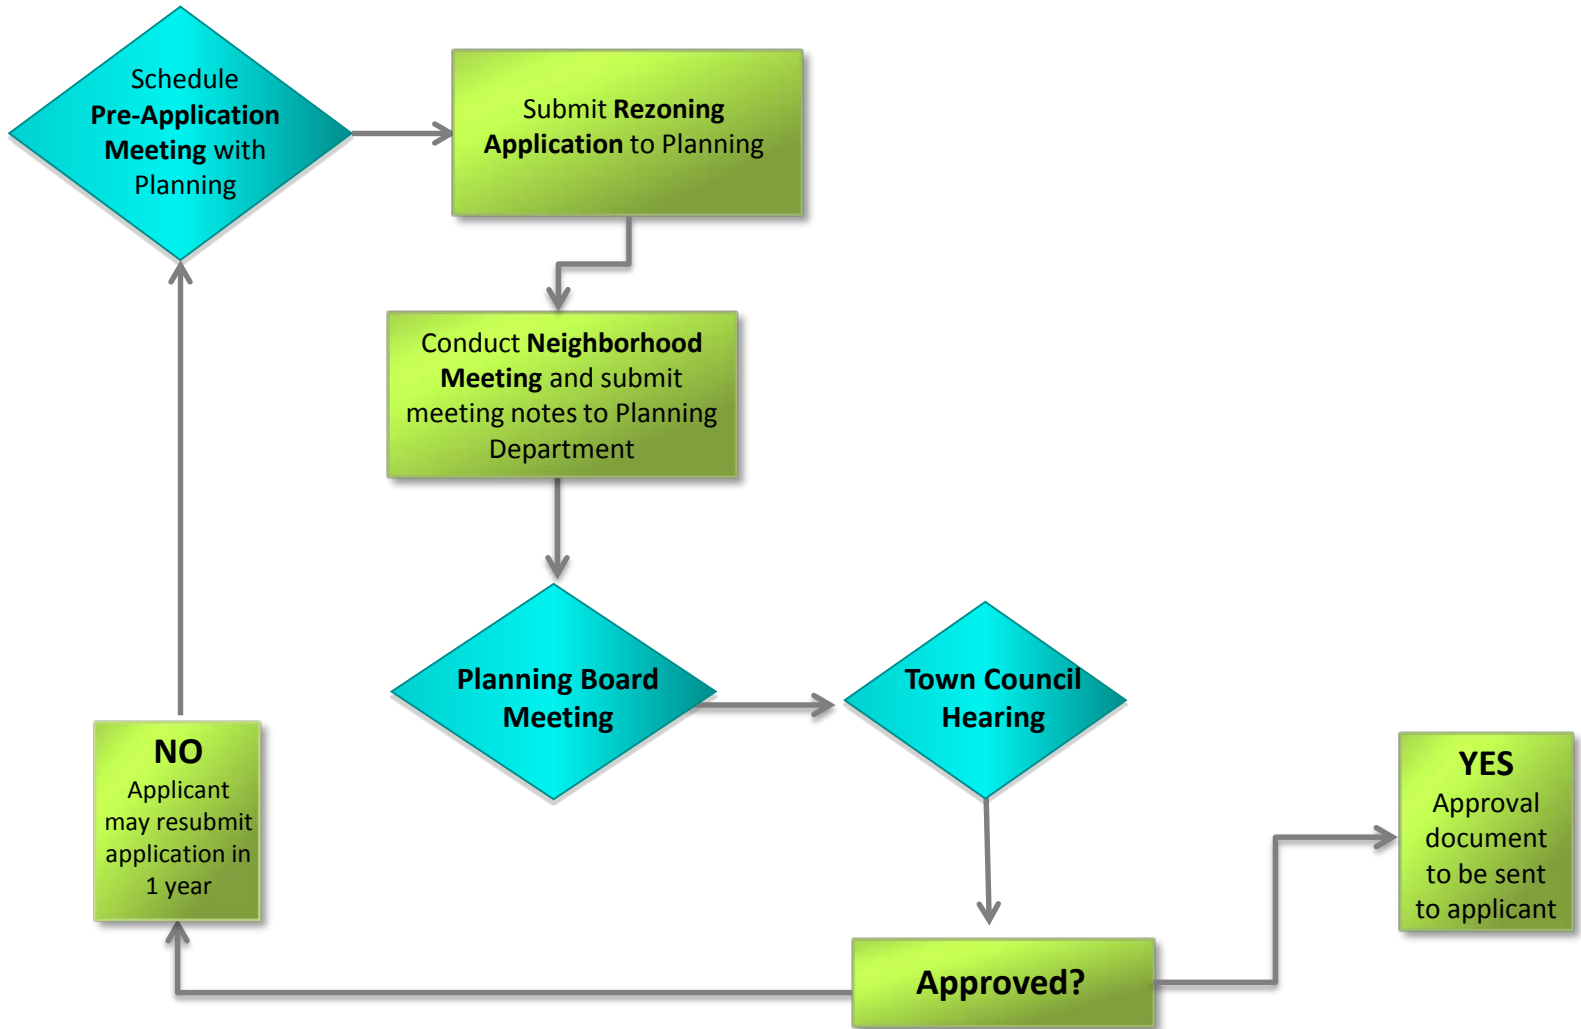 Schedule
Pre-Application
Meeting with
Planning
Submit Rezoning
Application to Planning
Conduct Neighborhood
Meeting and submit
meeting notes to Planning
Department
Planning Board
Meeting
Town Council
Hearing
Approved?
NO
Applicant
may resubmit
application in
1 year
YES
Approval
document
to be sent
to applicant